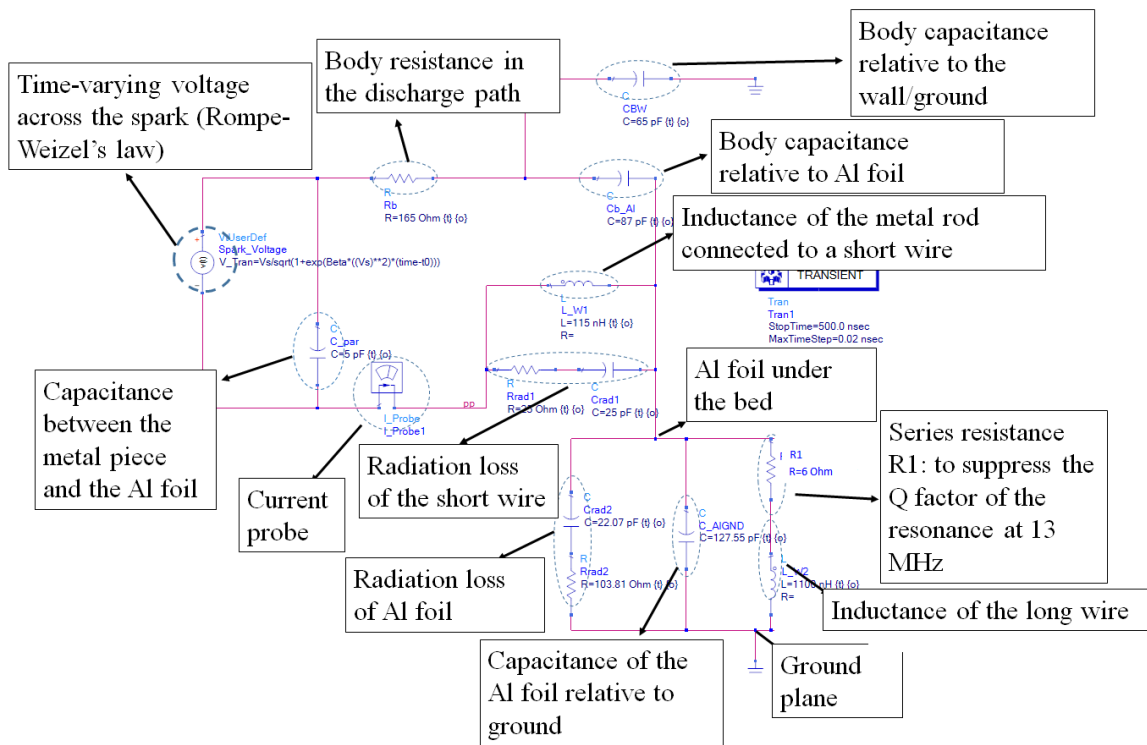 Body capacitance
relative to the
wall/ground
Body resistance in
the discharge path
Time-varying voltage
across the spark (Rompe-
Weizel's law)
C
CBW
C=65 pF {t} {o}
Body capacitance
relative to Al foil
R
Rb
R=165 Ohm {t} {o}
C
Cb_Al
C=87 pF {t} {o}
Inductance of the metal rod
connected to a short wire
VtUserDef
Spark_Voltage
V_Tran=Vs/sqrt(1+exp(Beta*((Vs)**2)*(time-t0)))
L
L_W1
L=115 nH {t} {o}
R=
TRANSIENT
Tran
Tran1
StopTime=500.0 nsec
MaxTimeStep=0.02 nsec
C
C_par
C=5 pF {t} {o}
R
Rrad1
R=25 Ohm {t} {o}
C
Crad1
C=25 pF {t} {o}
Capacitance
between the
metal piece
and the Al foil
pp
I_Probe
I_Probe1
Al foil under
the bed
Current
probe
Radiation loss
of the short wire
R1
R=6 Ohm
Series resistance
R1: to suppress the
Q factor of the
resonance at 13
MHz
C
Crad2
C=22.07 pF {t} {o}
C
C_AlGND
C=127.55 pF {t} {o}
Radiation loss
of Al foil
R
Rrad2
R=103.81 Ohm {t} {o}
L
L_W2
L=1100 nH {t} {o}
R=
Inductance of the long wire
Capacitance of the
Al foil relative to
ground
Ground
plane